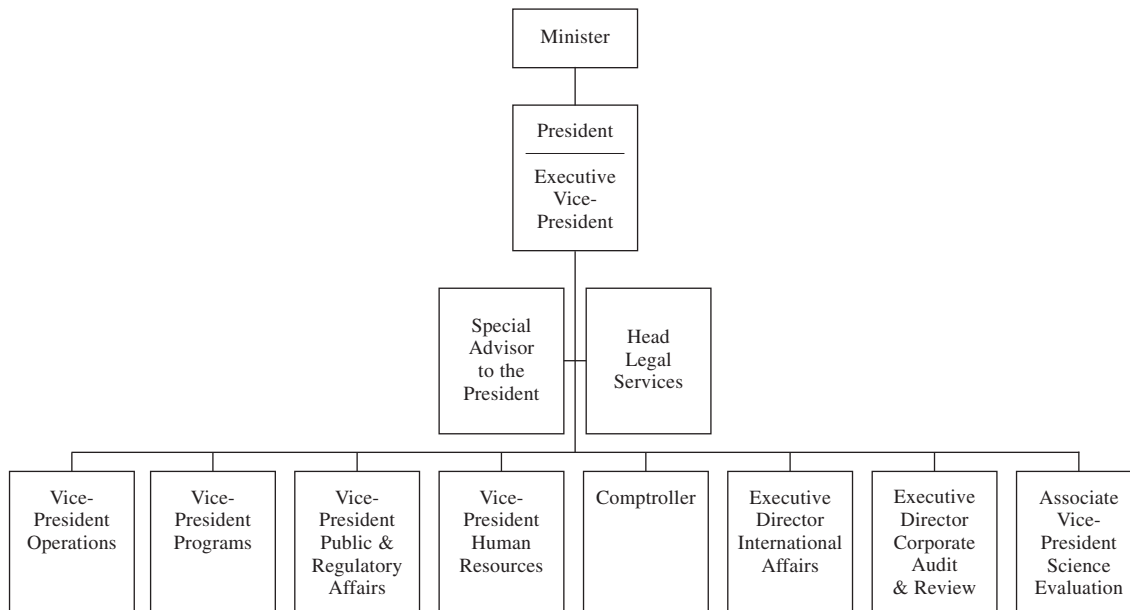 Minister
President
Executive
Vice-
President
Special
Advisor
to the
President
Head
Legal
Services
Vice-
President
Operations
Vice-
President
Programs
Vice-
President
Public &
Regulatory
Affairs
Vice-
President
Human
Resources
Comptroller
Executive
Director
International
Affairs
Executive
Director
Corporate
Audit
& Review
Associate
Vice-
President
Science
Evaluation